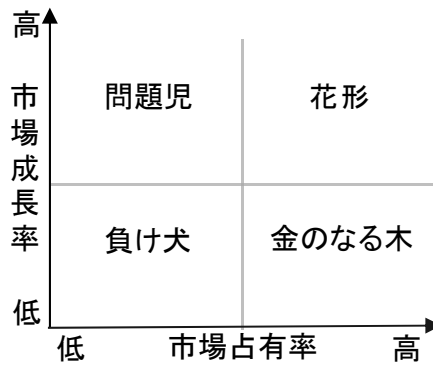 高
市場成長率
問題児
花形
負け犬
金のなる木
低
低
市場占有率
高